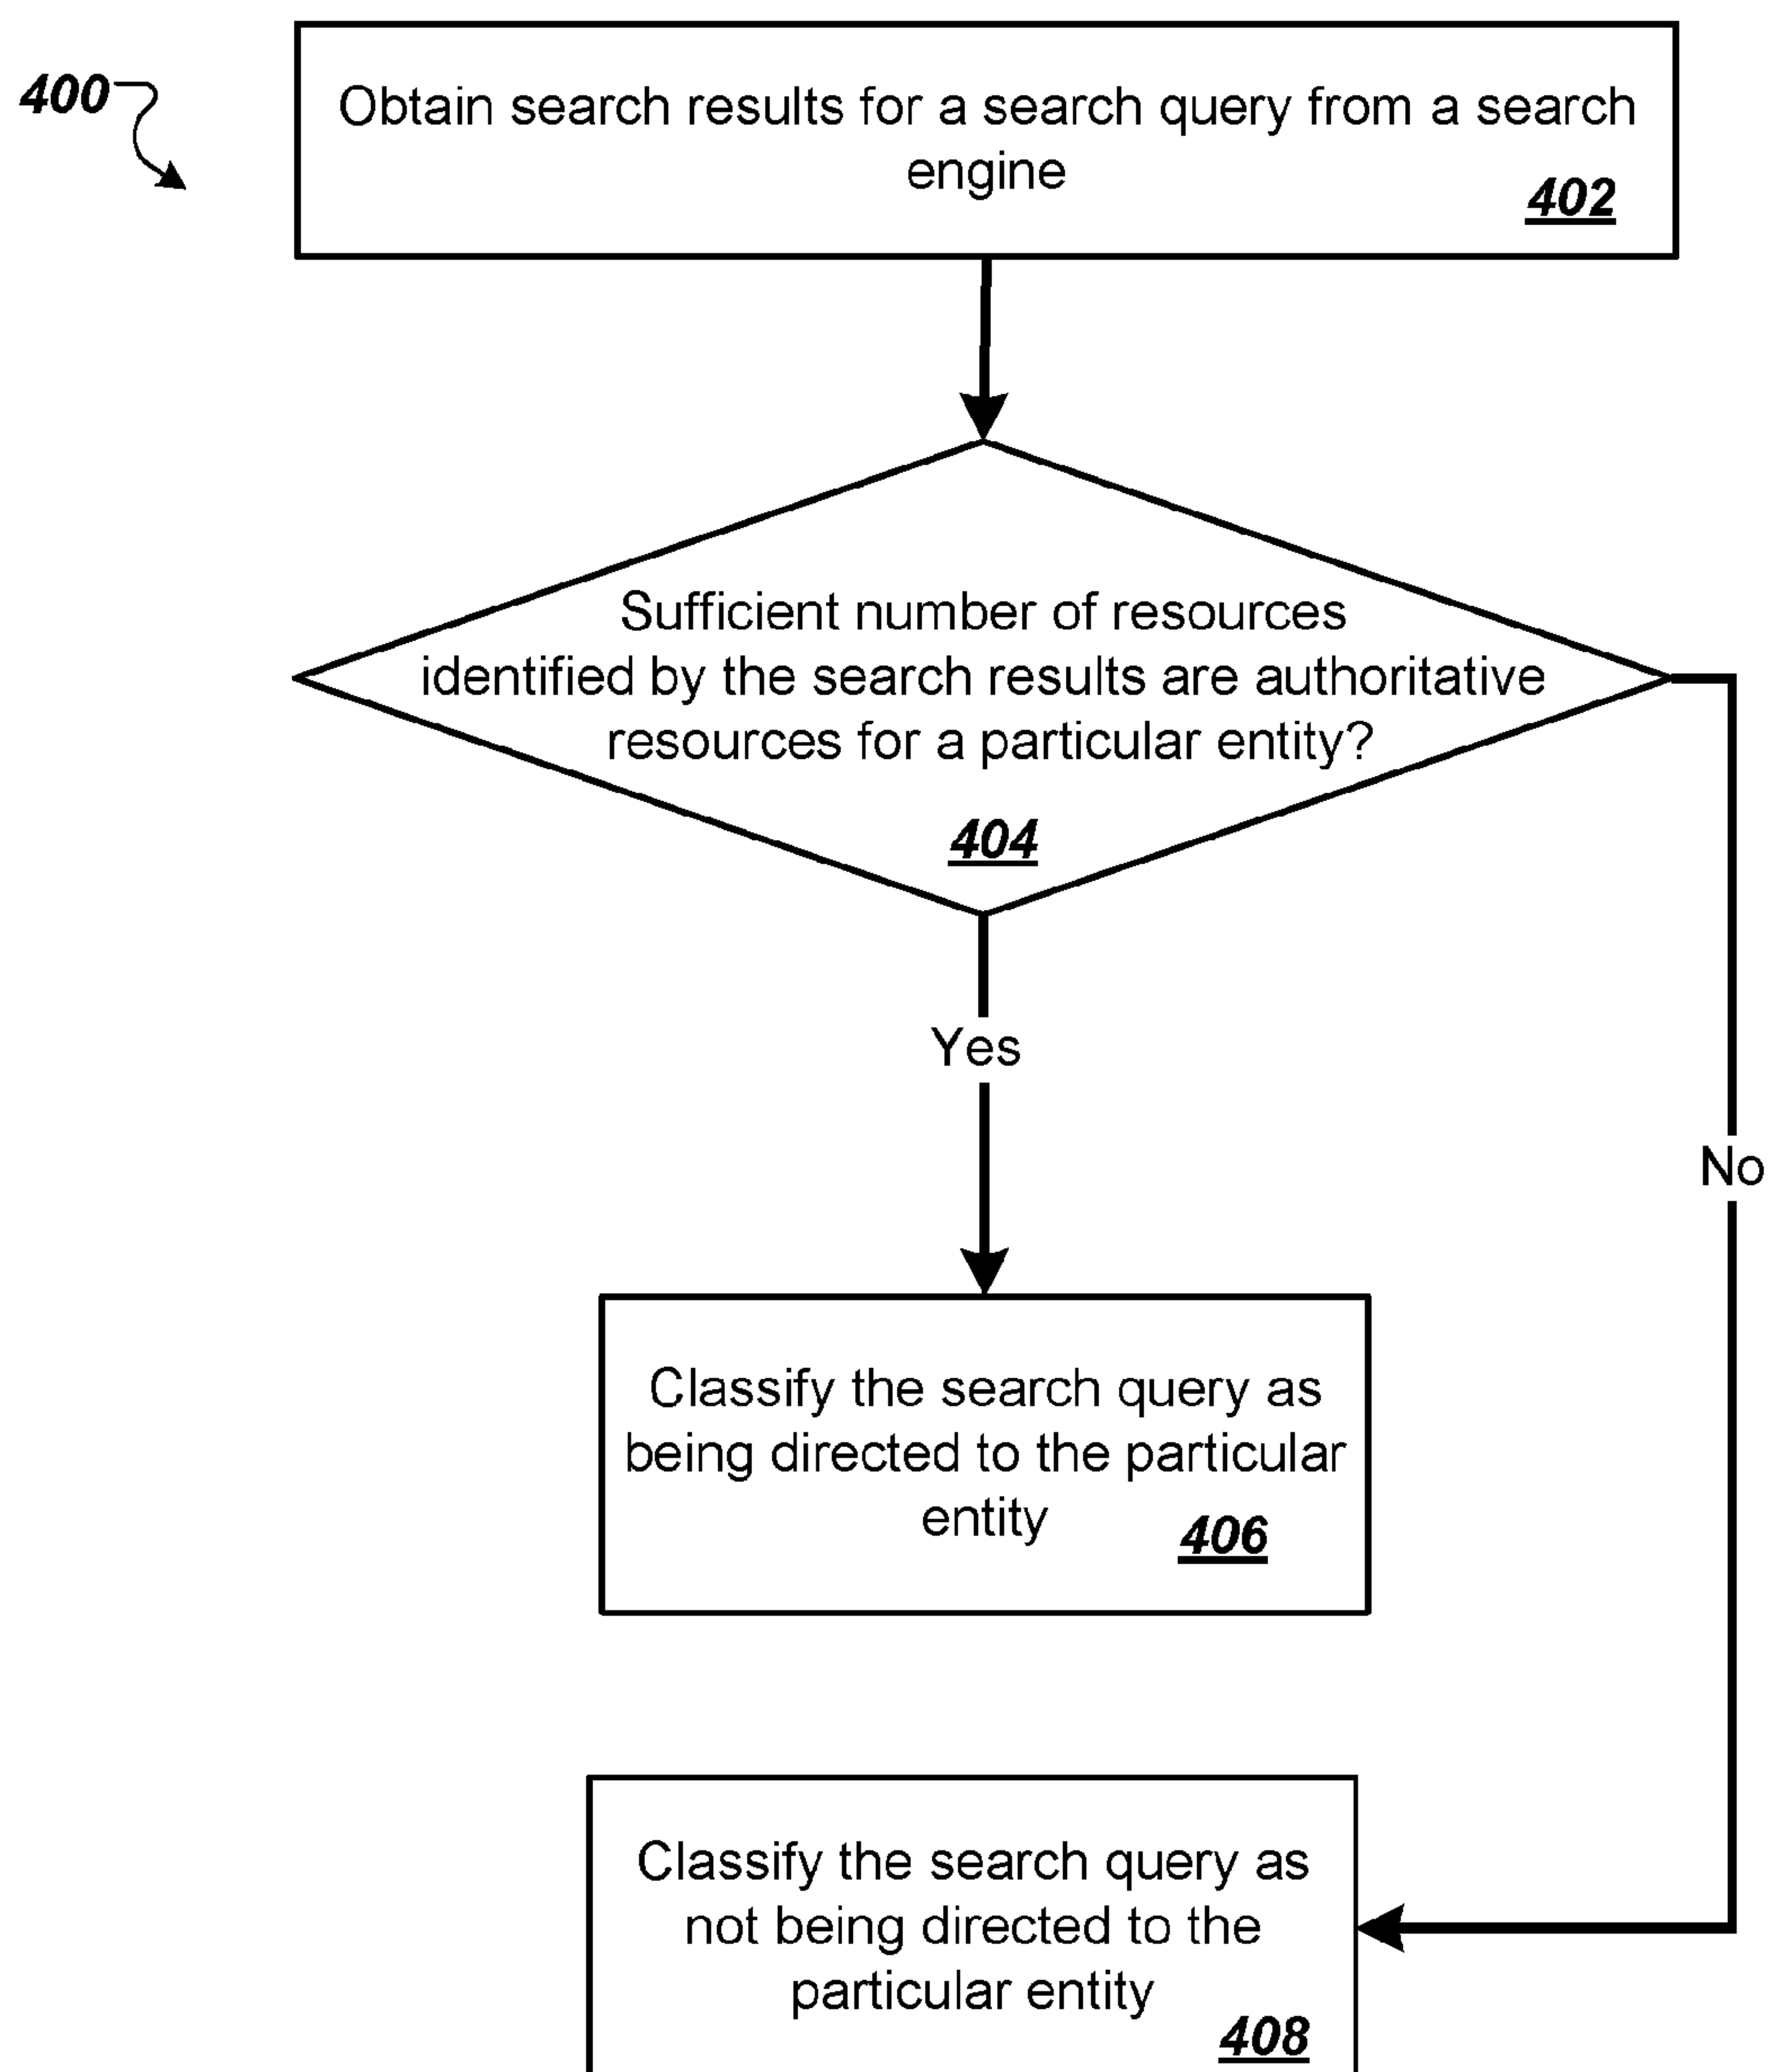 400
Obtain search results for a search query from a search
engine
402
Sufficient number of resources
identified by the search results are authoritative
resources for a particular entity?
404
Yes
No
Classify the search query as
being directed to the particular
entity
406
Classify the search query as
not being directed to the
particular entity
408